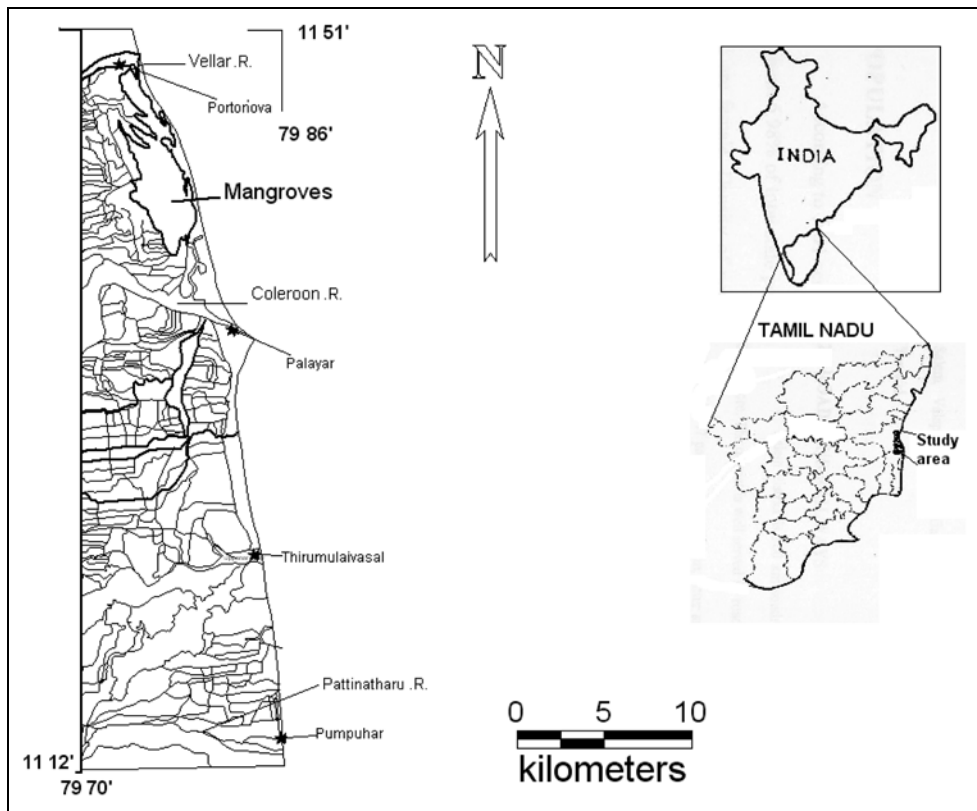 11 51'
Vellar .R.
Portoriova
79 86'
Mangroves
Coleroon .R.
Palayar
Thirumulaivasal
Pattinatharu .R.
Pumpuhar
11 12'
79 70'
N
INDIA
TAMIL NADU
Study
area
0 5 10
kilometers